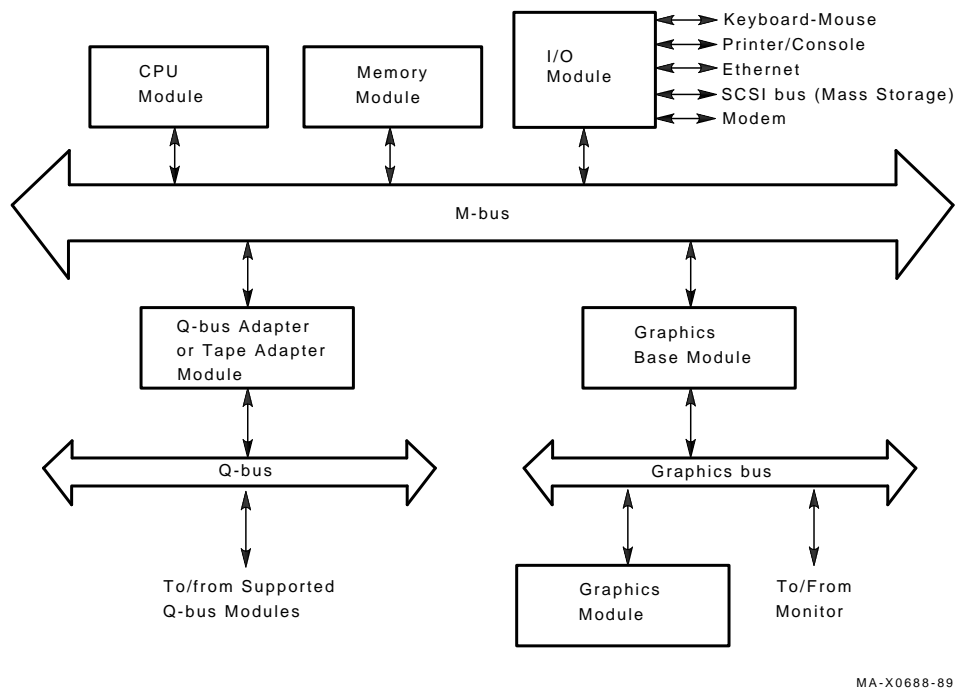 Keyboard-Mouse
Printer/Console
Ethernet
SCSI bus (Mass Storage)
Modem
CPU
Module
Memory
Module
I/O
Module
M-bus
Q-bus Adapter
or Tape Adapter
Module
Graphics
Base Module
Q-bus
Graphics bus
To/from Supported
Q-bus Modules
Graphics
Module
To/From
Monitor
MA-X0688-89